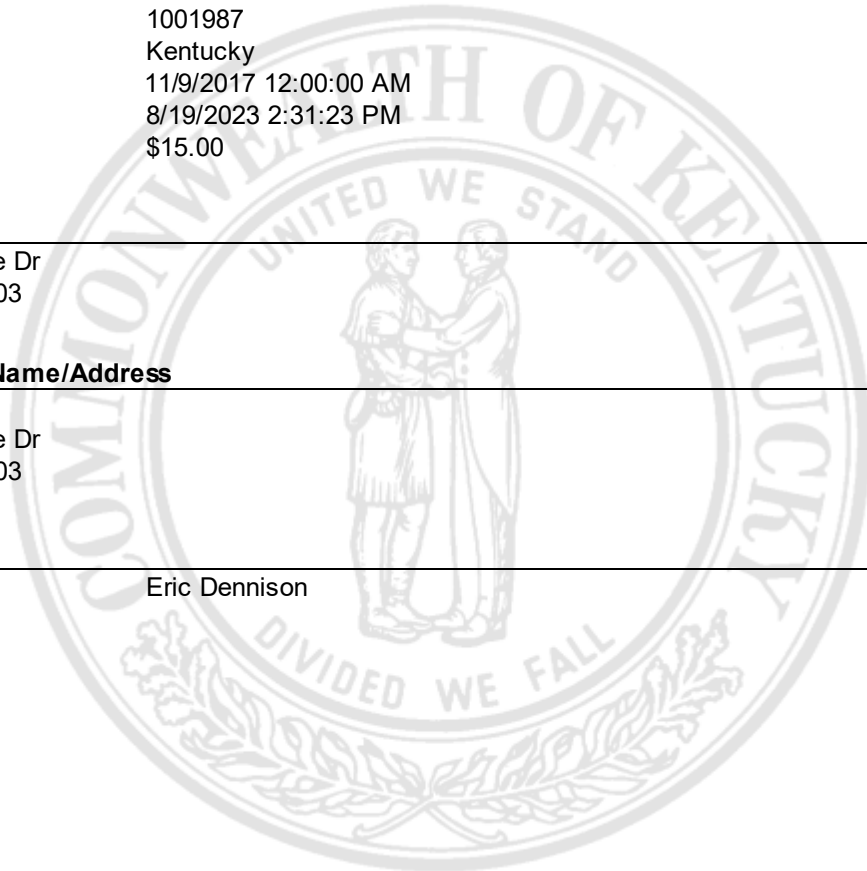 1001987
Kentucky
11/9/2017 12:00:00 AM
8/19/2023 2:31:23 PM
$15.00
COMMONWEALTH OF KENTUCKY
UNITED WE STAND
e Dr
03
Name/Address
e Dr
03
Eric Dennison
DIVIDED WE FALL